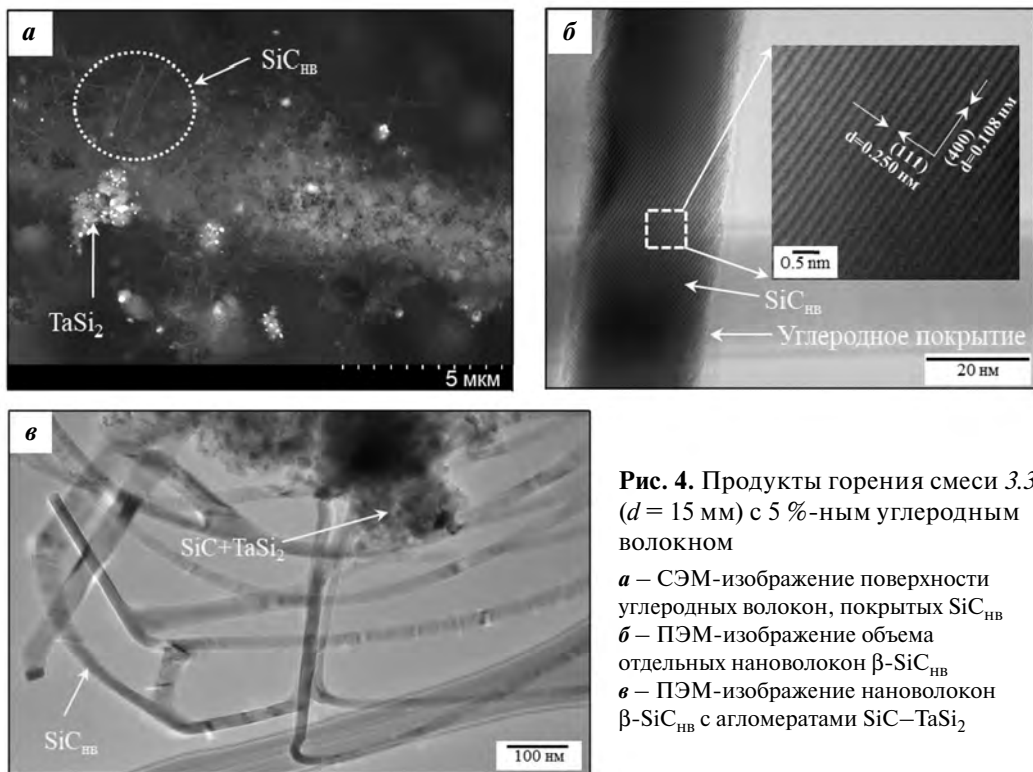 а
SiCнв
TaSi2
5 мкм
б
(111)
d=0.250 нм
(400)
d=0.108 нм
0.5 nm
SiCнв
Углеродное покрытие
20 нм
в
SiC+TaSi2
SiCнв
100 нм
Рис. 4. Продукты горения смеси 3.3
(d = 15 мм) с 5 %-ным углеродным
волокном
а – СЭМ-изображение поверхности
углеродных волокон, покрытых SiCнв
б – ПЭМ-изображение объема
отдельных нановолокон β-SiCнв
в – ПЭМ-изображение нановолокон
β-SiCнв с агломератами SiC–TaSi2